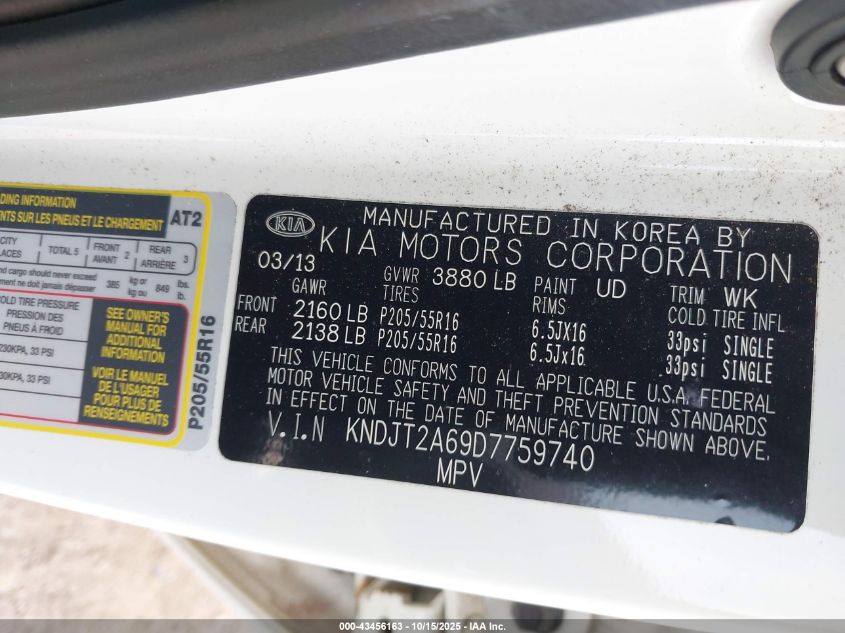 DING INFORMATION
ENTS SUR LES PNEUS ET LE CHARGEMENT
AT2
CITY
LACES
TOTAL 5
FRONT
AVANT 2
REAR
ARRIÈRE 3
nd cargo should never exceed
ement ne doit jamais dépasser
385 kg or
kg ou
849 lbs.
lb.
COLD TIRE PRESSURE
PRESSION DES
PNEUS À FROID
230KPA, 33 PSI
230KPA, 33 PSI
SEE OWNER'S
MANUAL FOR
ADDITIONAL
INFORMATION
VOIR LE MANUEL
DE L'USAGER
POUR PLUS DE
RENSEIGNEMENTS
P205/55R16
KIA
MANUFACTURED IN KOREA BY
KIA MOTORS CORPORATION
03/13 GVWR 3880 LB PAINT UD TRIM WK
GAWR TIRES RIMS COLD TIRE INFL
FRONT 2160 LB P205/55R16 6.5JX16 33psi SINGLE
REAR 2138 LB P205/55R16 6.5Jx16 33psi SINGLE
THIS VEHICLE CONFORMS TO ALL APPLICABLE U.S.A. FEDERAL
MOTOR VEHICLE SAFETY AND THEFT PREVENTION STANDARDS
IN EFFECT ON THE DATE OF MANUFACTURE SHOWN ABOVE.
V.I.N KNDJT2A69D7759740
MPV
000-43456163 - 10/15/2025 - IAA Inc.